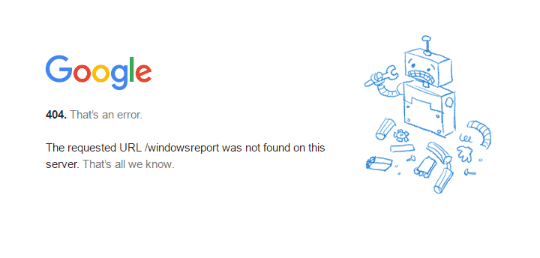 Google
404. That's an error.
The requested URL /windowsreport was not found on this
server. That's all we know.